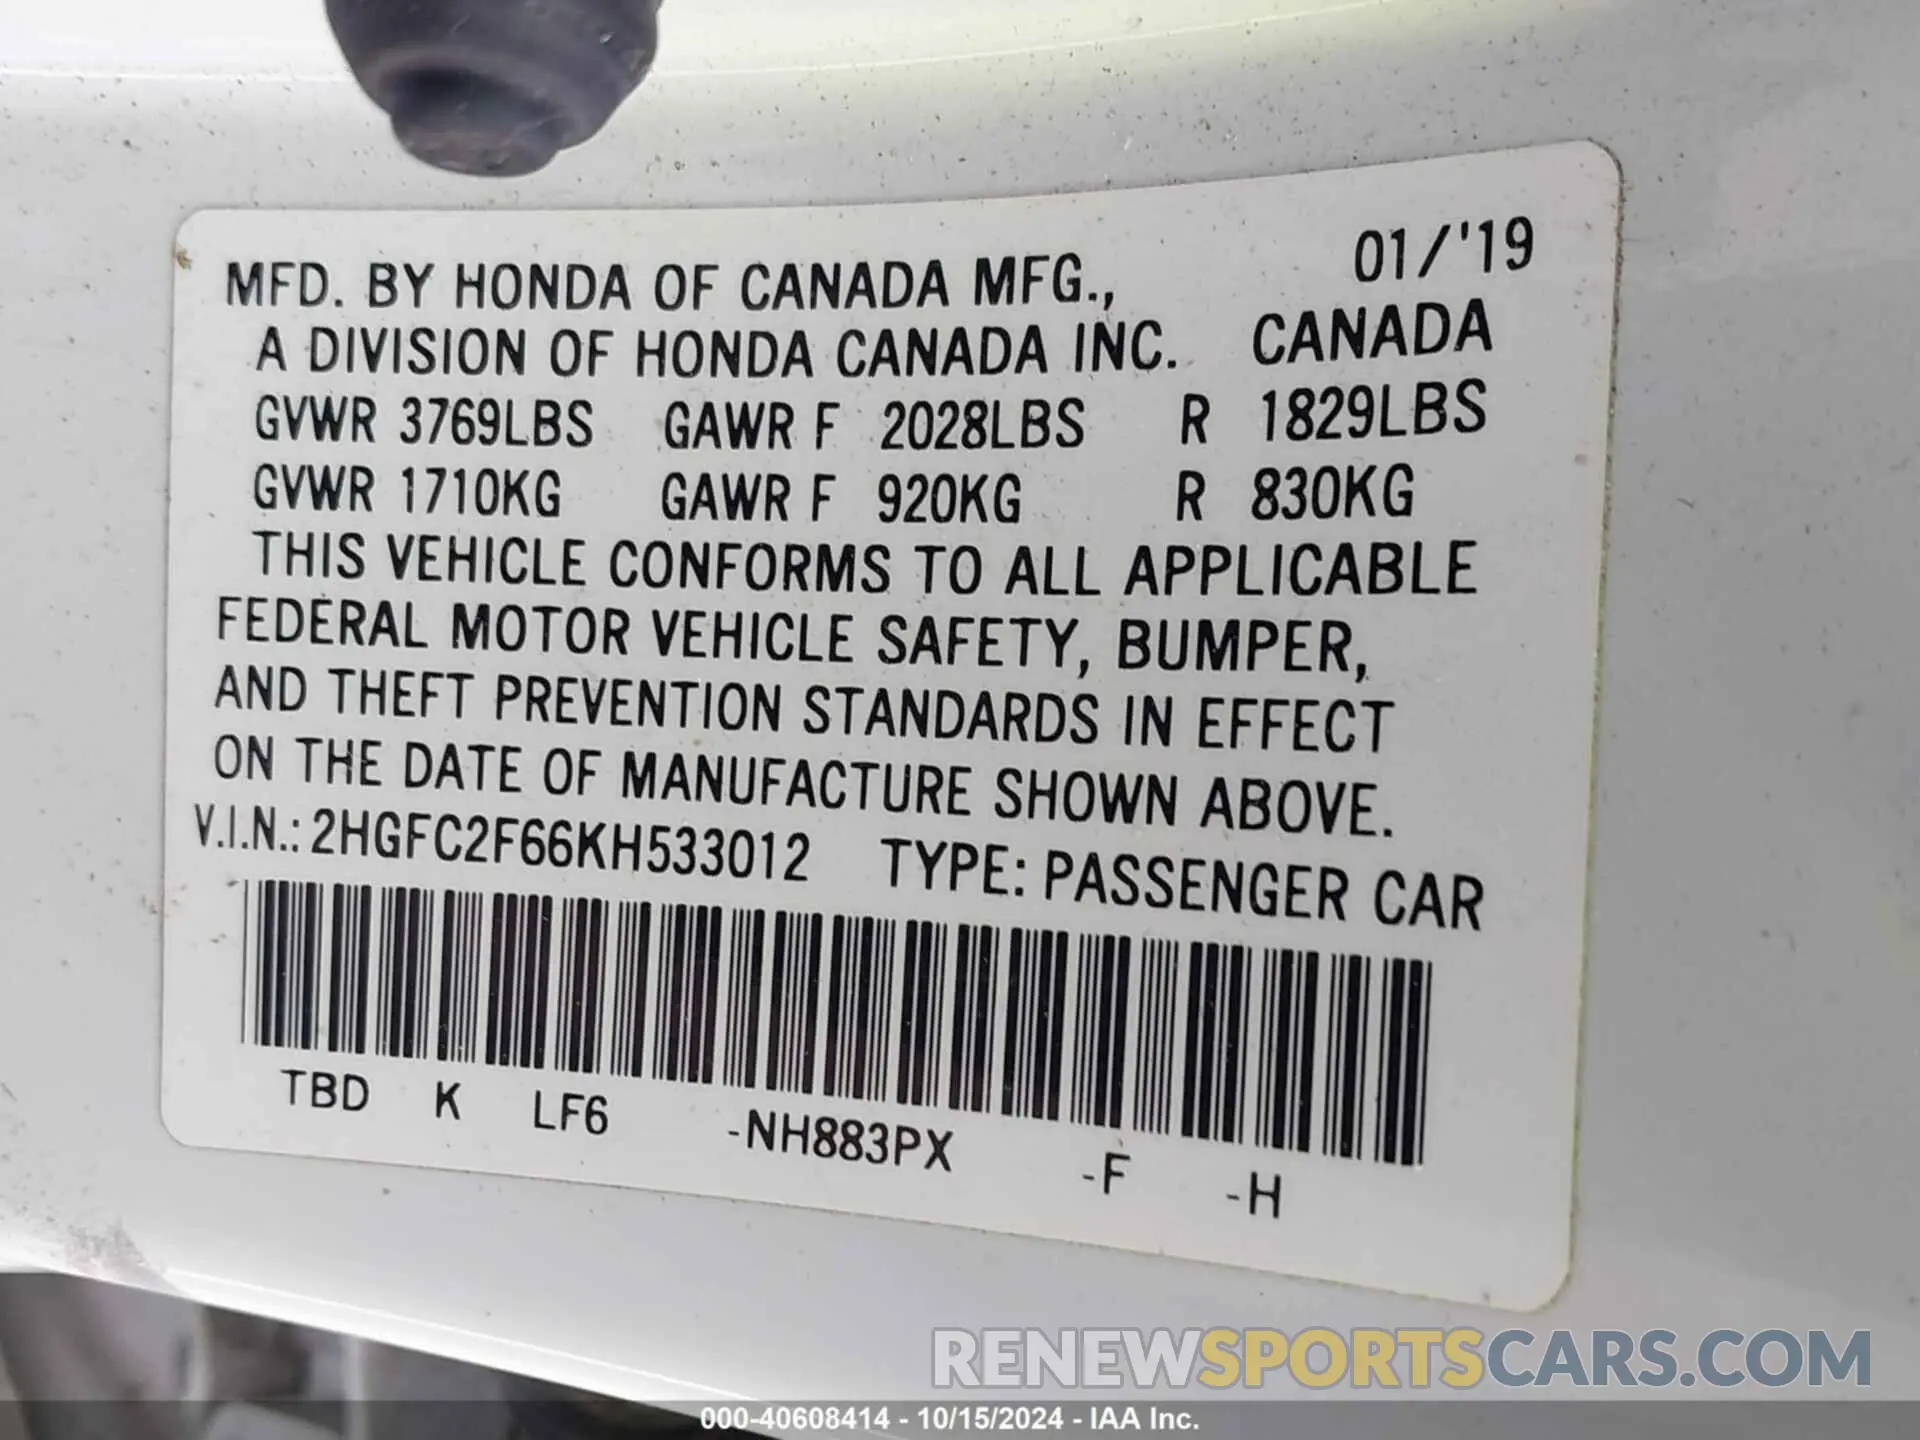 01/'19
MFD. BY HONDA OF CANADA MFG.,
A DIVISION OF HONDA CANADA INC. CANADA
GVWR 3769LBS GAWR F 2028LBS R 1829LBS
GVWR 1710KG GAWR F 920KG R 830KG
THIS VEHICLE CONFORMS TO ALL APPLICABLE
FEDERAL MOTOR VEHICLE SAFETY, BUMPER,
AND THEFT PREVENTION STANDARDS IN EFFECT
ON THE DATE OF MANUFACTURE SHOWN ABOVE.
V.I.N.: 2HGFC2F66KH533012 TYPE: PASSENGER CAR
TBD K LF6 -NH883PX -F -H
RENEWSPORTSCARS.COM
000-40608414 - 10/15/2024 - IAA Inc.